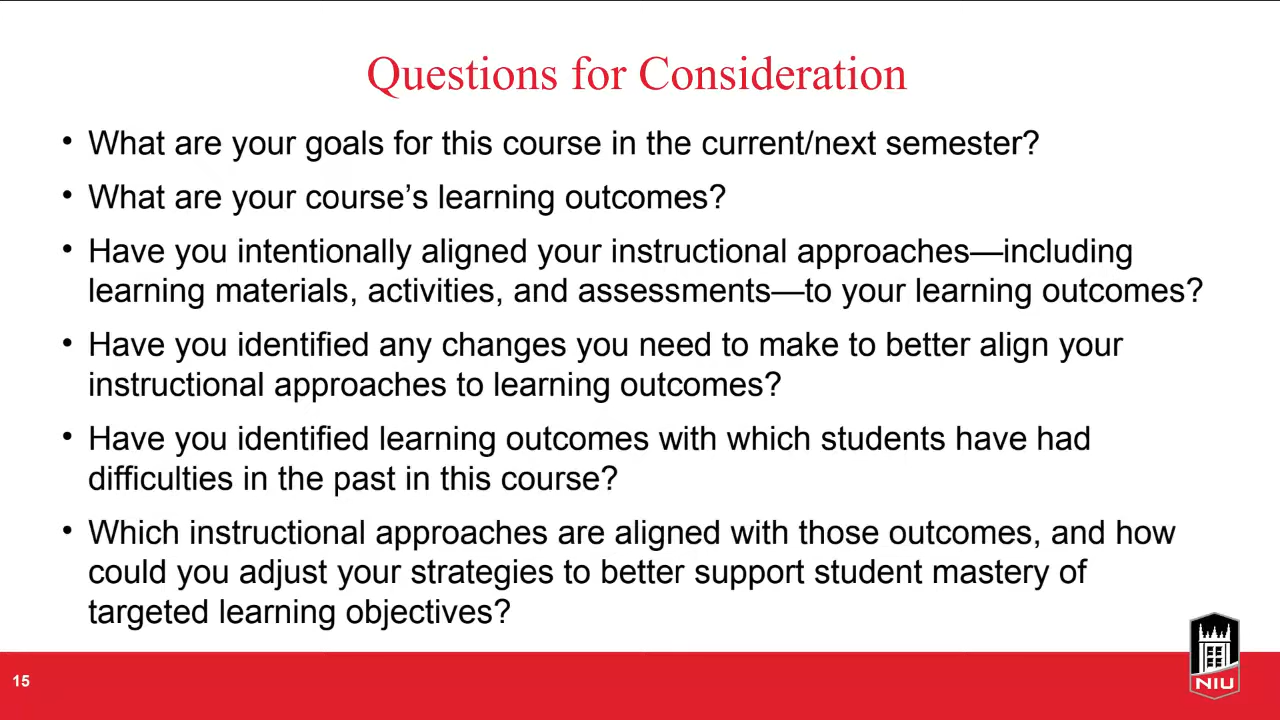 Questions for Consideration
• What are your goals for this course in the current/next semester?
• What are your course’s learning outcomes?
• Have you intentionally aligned your instructional approaches—including
learning materials, activities, and assessments—to your learning outcomes?
• Have you identified any changes you need to make to better align your
instructional approaches to learning outcomes?
• Have you identified learning outcomes with which students have had
difficulties in the past in this course?
• Which instructional approaches are aligned with those outcomes, and how
could you adjust your strategies to better support student mastery of
targeted learning objectives?
15
NIU